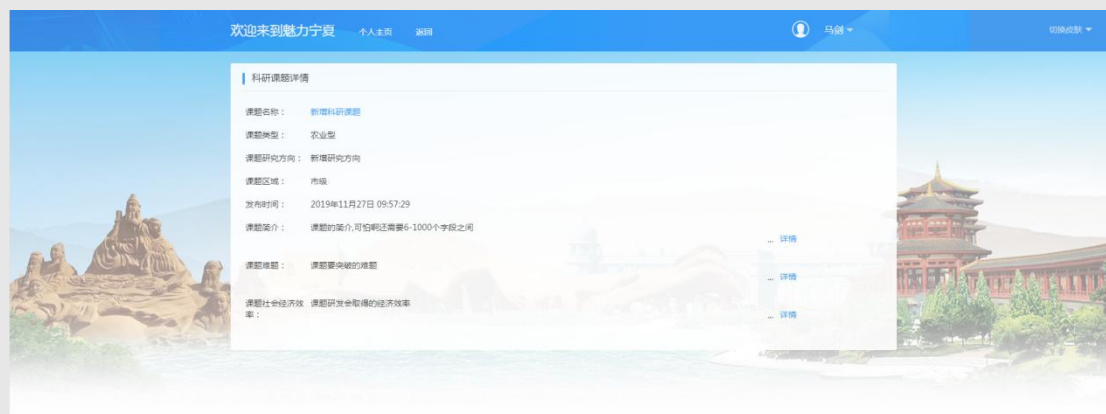 欢迎来到魅力宁夏 个人主页 返回 马剑 切换皮肤
科研课题详情
课题名称： 新增科研课题
课题类型： 农业型
课题研究方向： 新增研究方向
课题区域： 市级
发布时间： 2019年11月27日 09:57:29
课题简介： 课题的简介,可怕啊还需要6-1000个字段之间
... 详情
课题难题： 课题要突破的难题
... 详情
课题社会经济效 课题研发会取得的经济效率
率：
... 详情